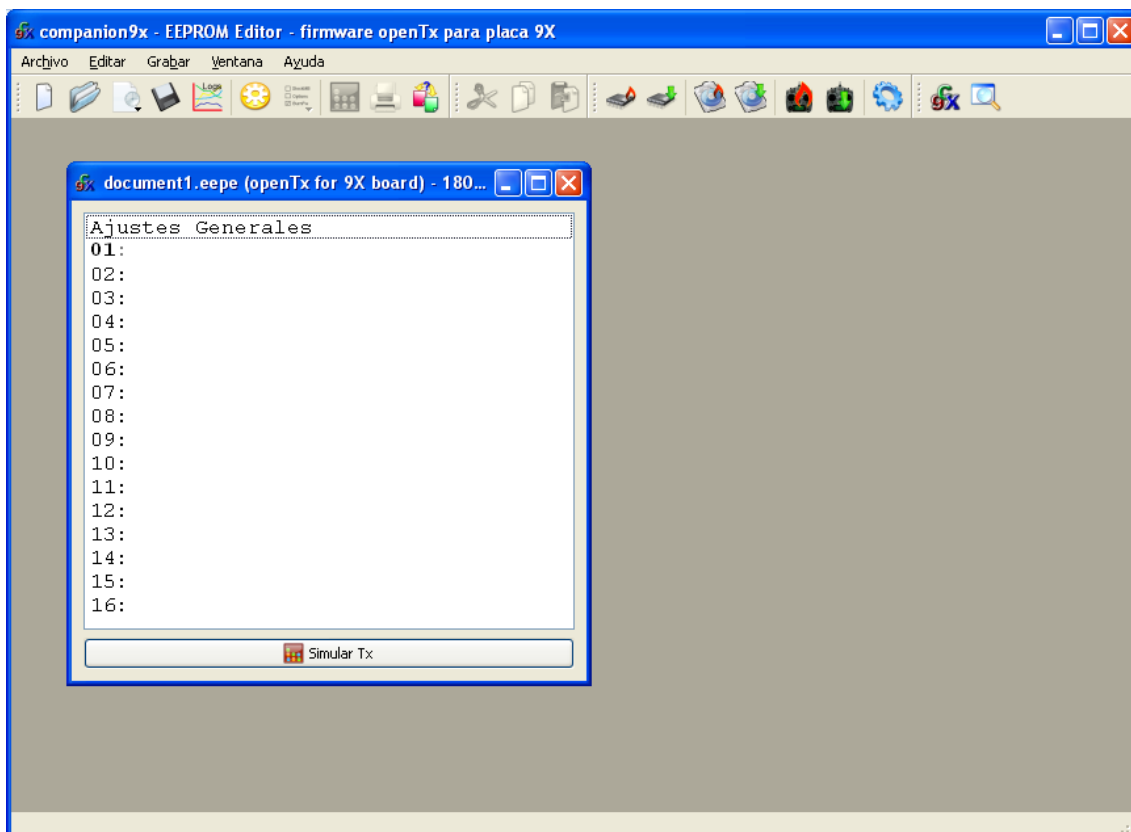 companion9x - EEPROM Editor - firmware openTx para placa 9X
Archivo Editar Grabar Ventana Ayuda
Logs
9X
document1.eepe (openTx for 9X board) - 180...
Ajustes Generales
01:
02:
03:
04:
05:
06:
07:
08:
09:
10:
11:
12:
13:
14:
15:
16:
Simular Tx